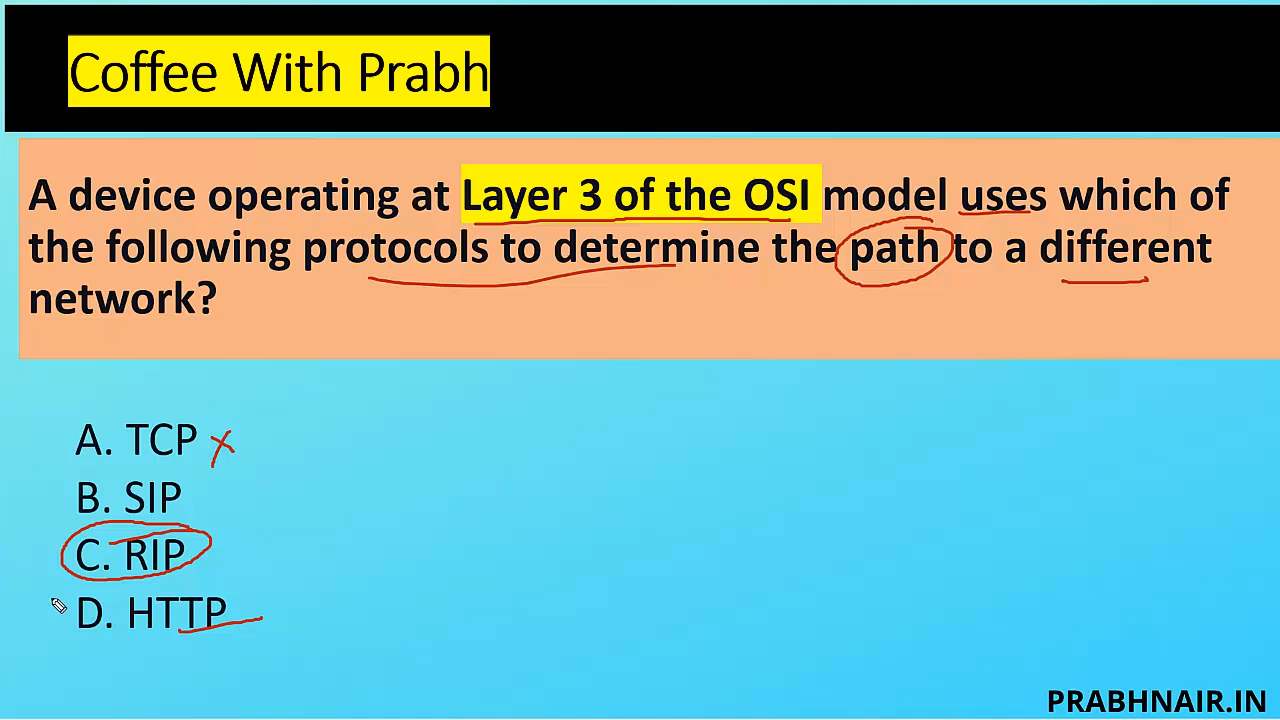 Coffee With Prabh
A device operating at Layer 3 of the OSI model uses which of
the following protocols to determine the path to a different
network?
A. TCP
B. SIP
C. RIP
D. HTTP
PRABHNAIR.IN